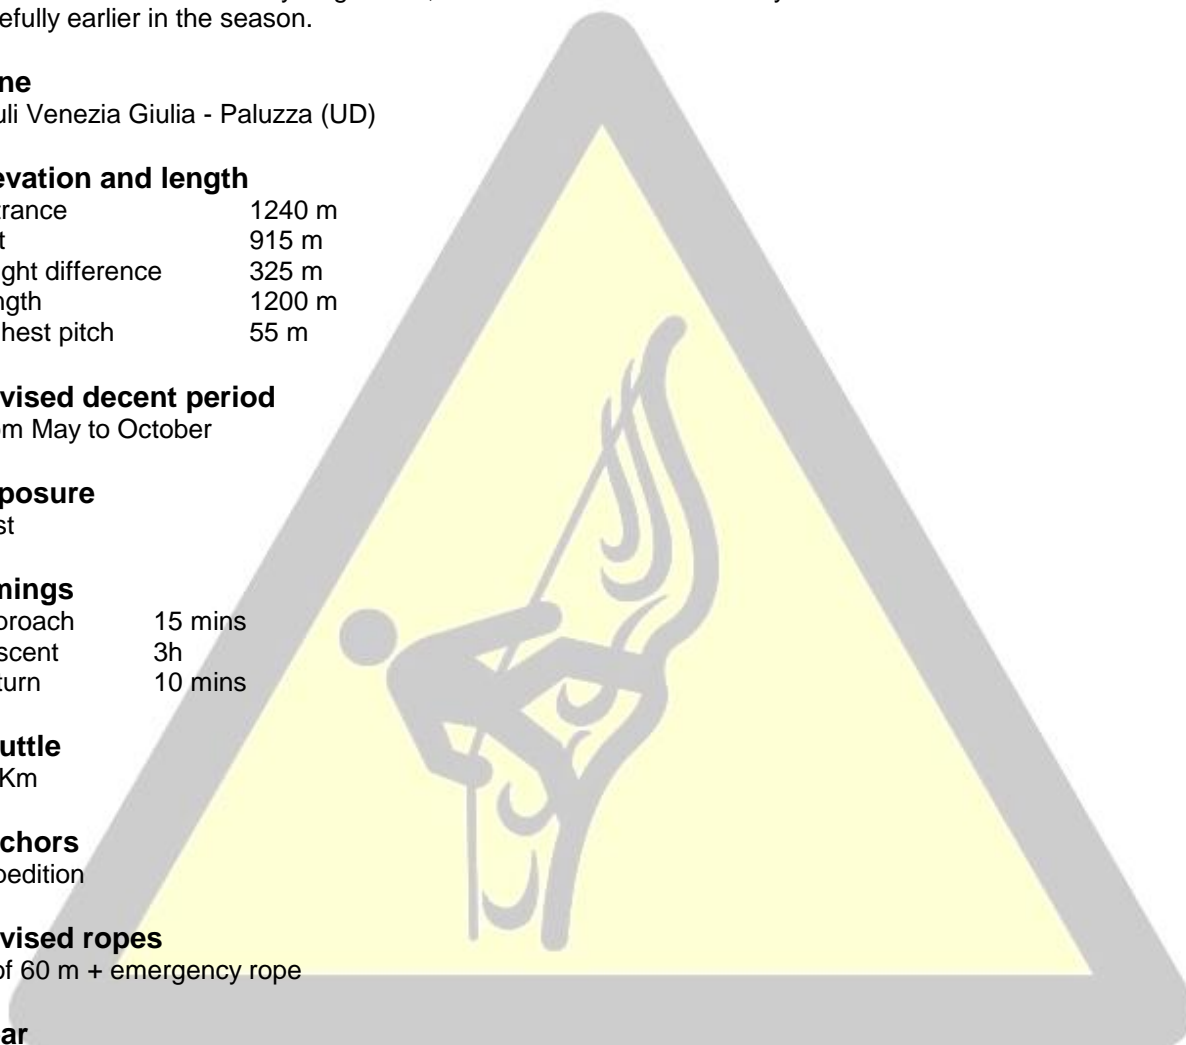 efully earlier in the season.
ne
uli Venezia Giulia - Paluzza (UD)
evation and length
trance 1240 m
t 915 m
ght difference 325 m
ngth 1200 m
hest pitch 55 m
vised decent period
om May to October
posure
st
mings
proach 15 mins
scent 3h
turn 10 mins
uttle
Km
chors
pedition
vised ropes
of 60 m + emergency rope
ar